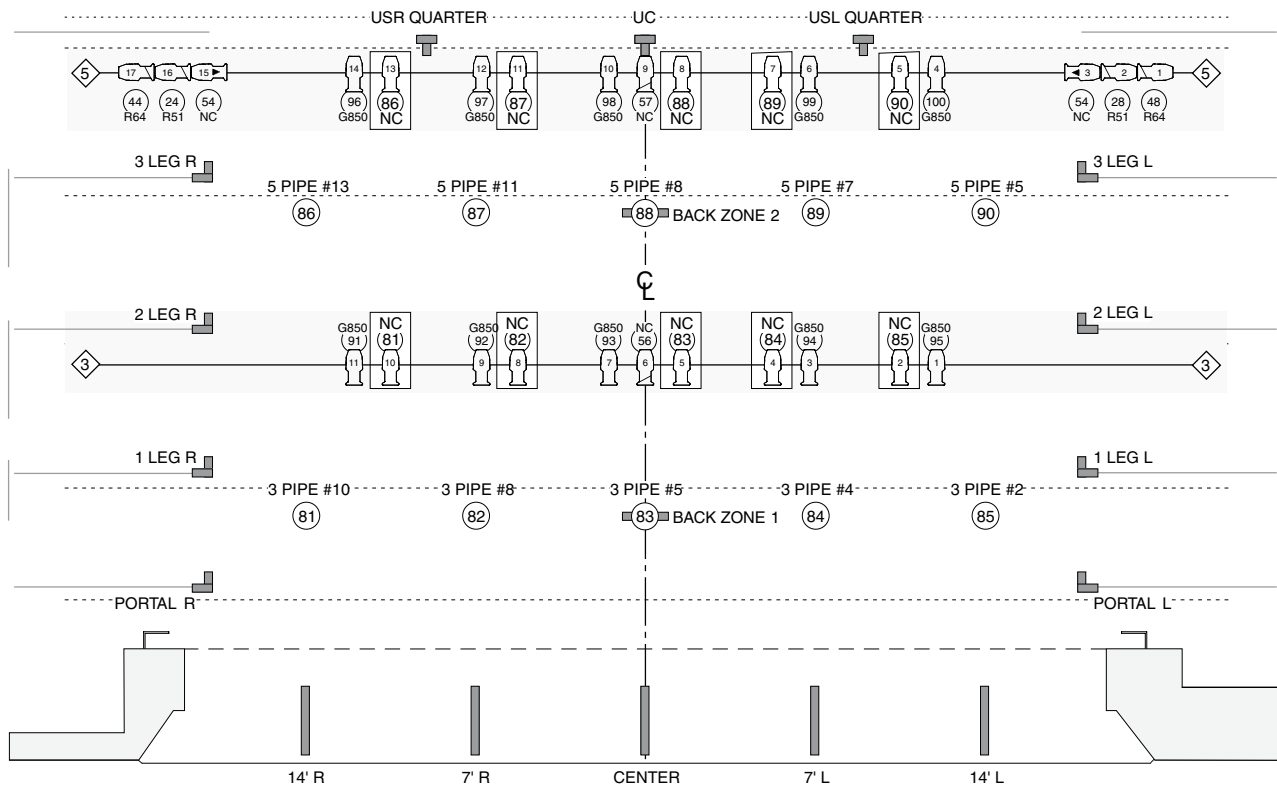 USR QUARTER UC USL QUARTER
5 17 16 15 14 13 12 11 10 9 8 7 6 5 4 3 2 1 5
44 24 54 96 86 97 87 98 57 88 89 99 90 100 54 28 48
R64 R51 NC G850 NC G850 NC G850 NC NC NC G850 NC G850 NC R51 R64
3 LEG R 3 LEG L
5 PIPE #13 5 PIPE #11 5 PIPE #8 5 PIPE #7 5 PIPE #5
86 87 88 BACK ZONE 2 89 90
CL
2 LEG R 2 LEG L
G850 NC G850 NC G850 NC NC NC G850 NC G850
91 81 92 82 93 56 83 84 94 85 95
3 11 10 9 8 7 6 5 4 3 2 1 3
1 LEG R 1 LEG L
3 PIPE #10 3 PIPE #8 3 PIPE #5 3 PIPE #4 3 PIPE #2
81 82 83 BACK ZONE 1 84 85
PORTAL R PORTAL L
14' R 7' R CENTER 7' L 14' L